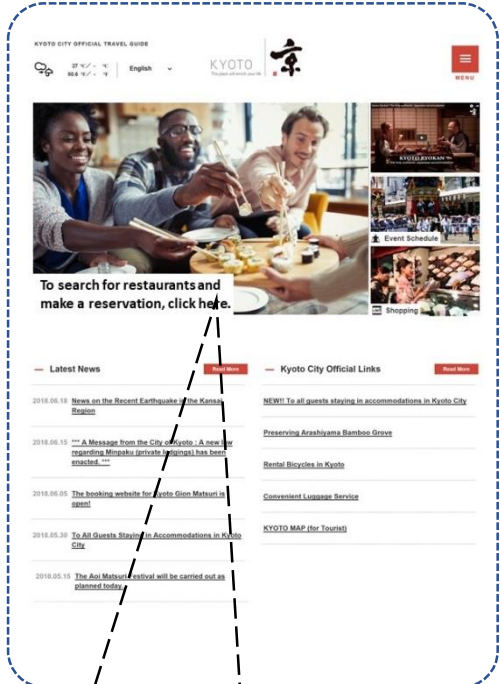 KYOTO CITY OFFICIAL TRAVEL GUIDE
English
KYOTO
京
MENU
KYOTO RYOKAN
Event Schedule
Shopping
To search for restaurants and
make a reservation, click here.
Latest News
Read More
2018.06.18 News on the Recent Earthquake in the Kansai
Region
2018.06.15 *** A Message from the City of Kyoto : A new law
regarding Minpaku (private lodgings) has been
enacted. ***
2018.06.05 The booking website for Kyoto Gion Matsuri is
open!
2018.05.30 To All Guests Staying in Accommodations in Kyoto
City
2018.05.15 The Aoi Matsuri Festival will be carried out as
planned today.
Kyoto City Official Links
Read More
NEW!! To all guests staying in accommodations in Kyoto City
Preserving Arashiyama Bamboo Grove
Rental Bicycles in Kyoto
Convenient Luggage Service
KYOTO MAP (for Tourist)